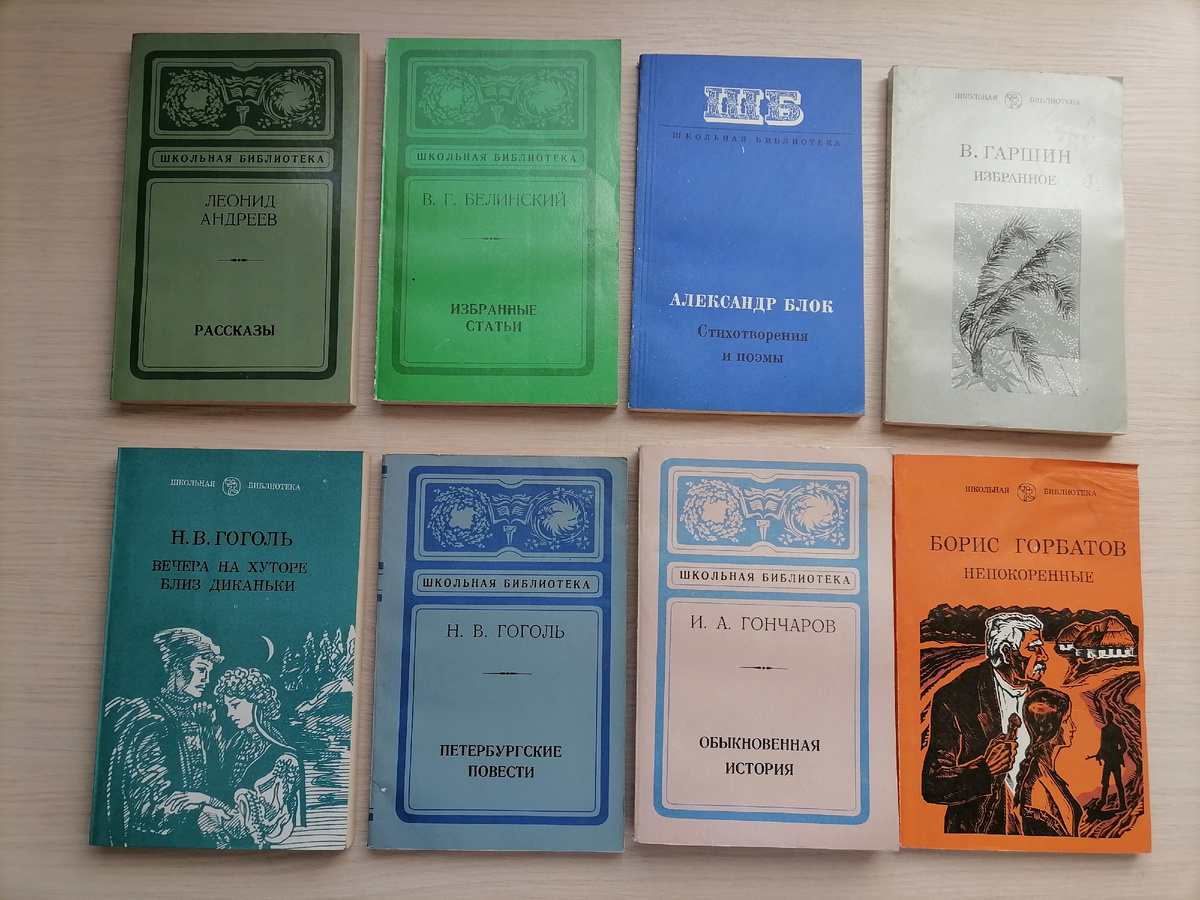 ШКОЛЬНАЯ БИБЛИОТЕКА
ЛЕОНИД
АНДРЕЕВ
РАССКАЗЫ
ШКОЛЬНАЯ БИБЛИОТЕКА
В. Г. БЕЛИНСКИЙ
ИЗБРАННЫЕ
СТАТЬИ
ШБ
ШКОЛЬНАЯ БИБЛИОТЕКА
АЛЕКСАНДР БЛОК
Стихотворения
и поэмы
ШКОЛЬНАЯ БИБЛИОТЕКА
В. ГАРШИН
ИЗБРАННОЕ
ШКОЛЬНАЯ БИБЛИОТЕКА
Н. В. ГОГОЛЬ
ВЕЧЕРА НА ХУТОРЕ
БЛИЗ ДИКАНЬКИ
ШКОЛЬНАЯ БИБЛИОТЕКА
Н. В. ГОГОЛЬ
ПЕТЕРБУРГСКИЕ
ПОВЕСТИ
ШКОЛЬНАЯ БИБЛИОТЕКА
И. А. ГОНЧАРОВ
ОБЫКНОВЕННАЯ
ИСТОРИЯ
ШКОЛЬНАЯ БИБЛИОТЕКА
БОРИС ГОРБАТОВ
НЕПОКОРЕННЫЕ